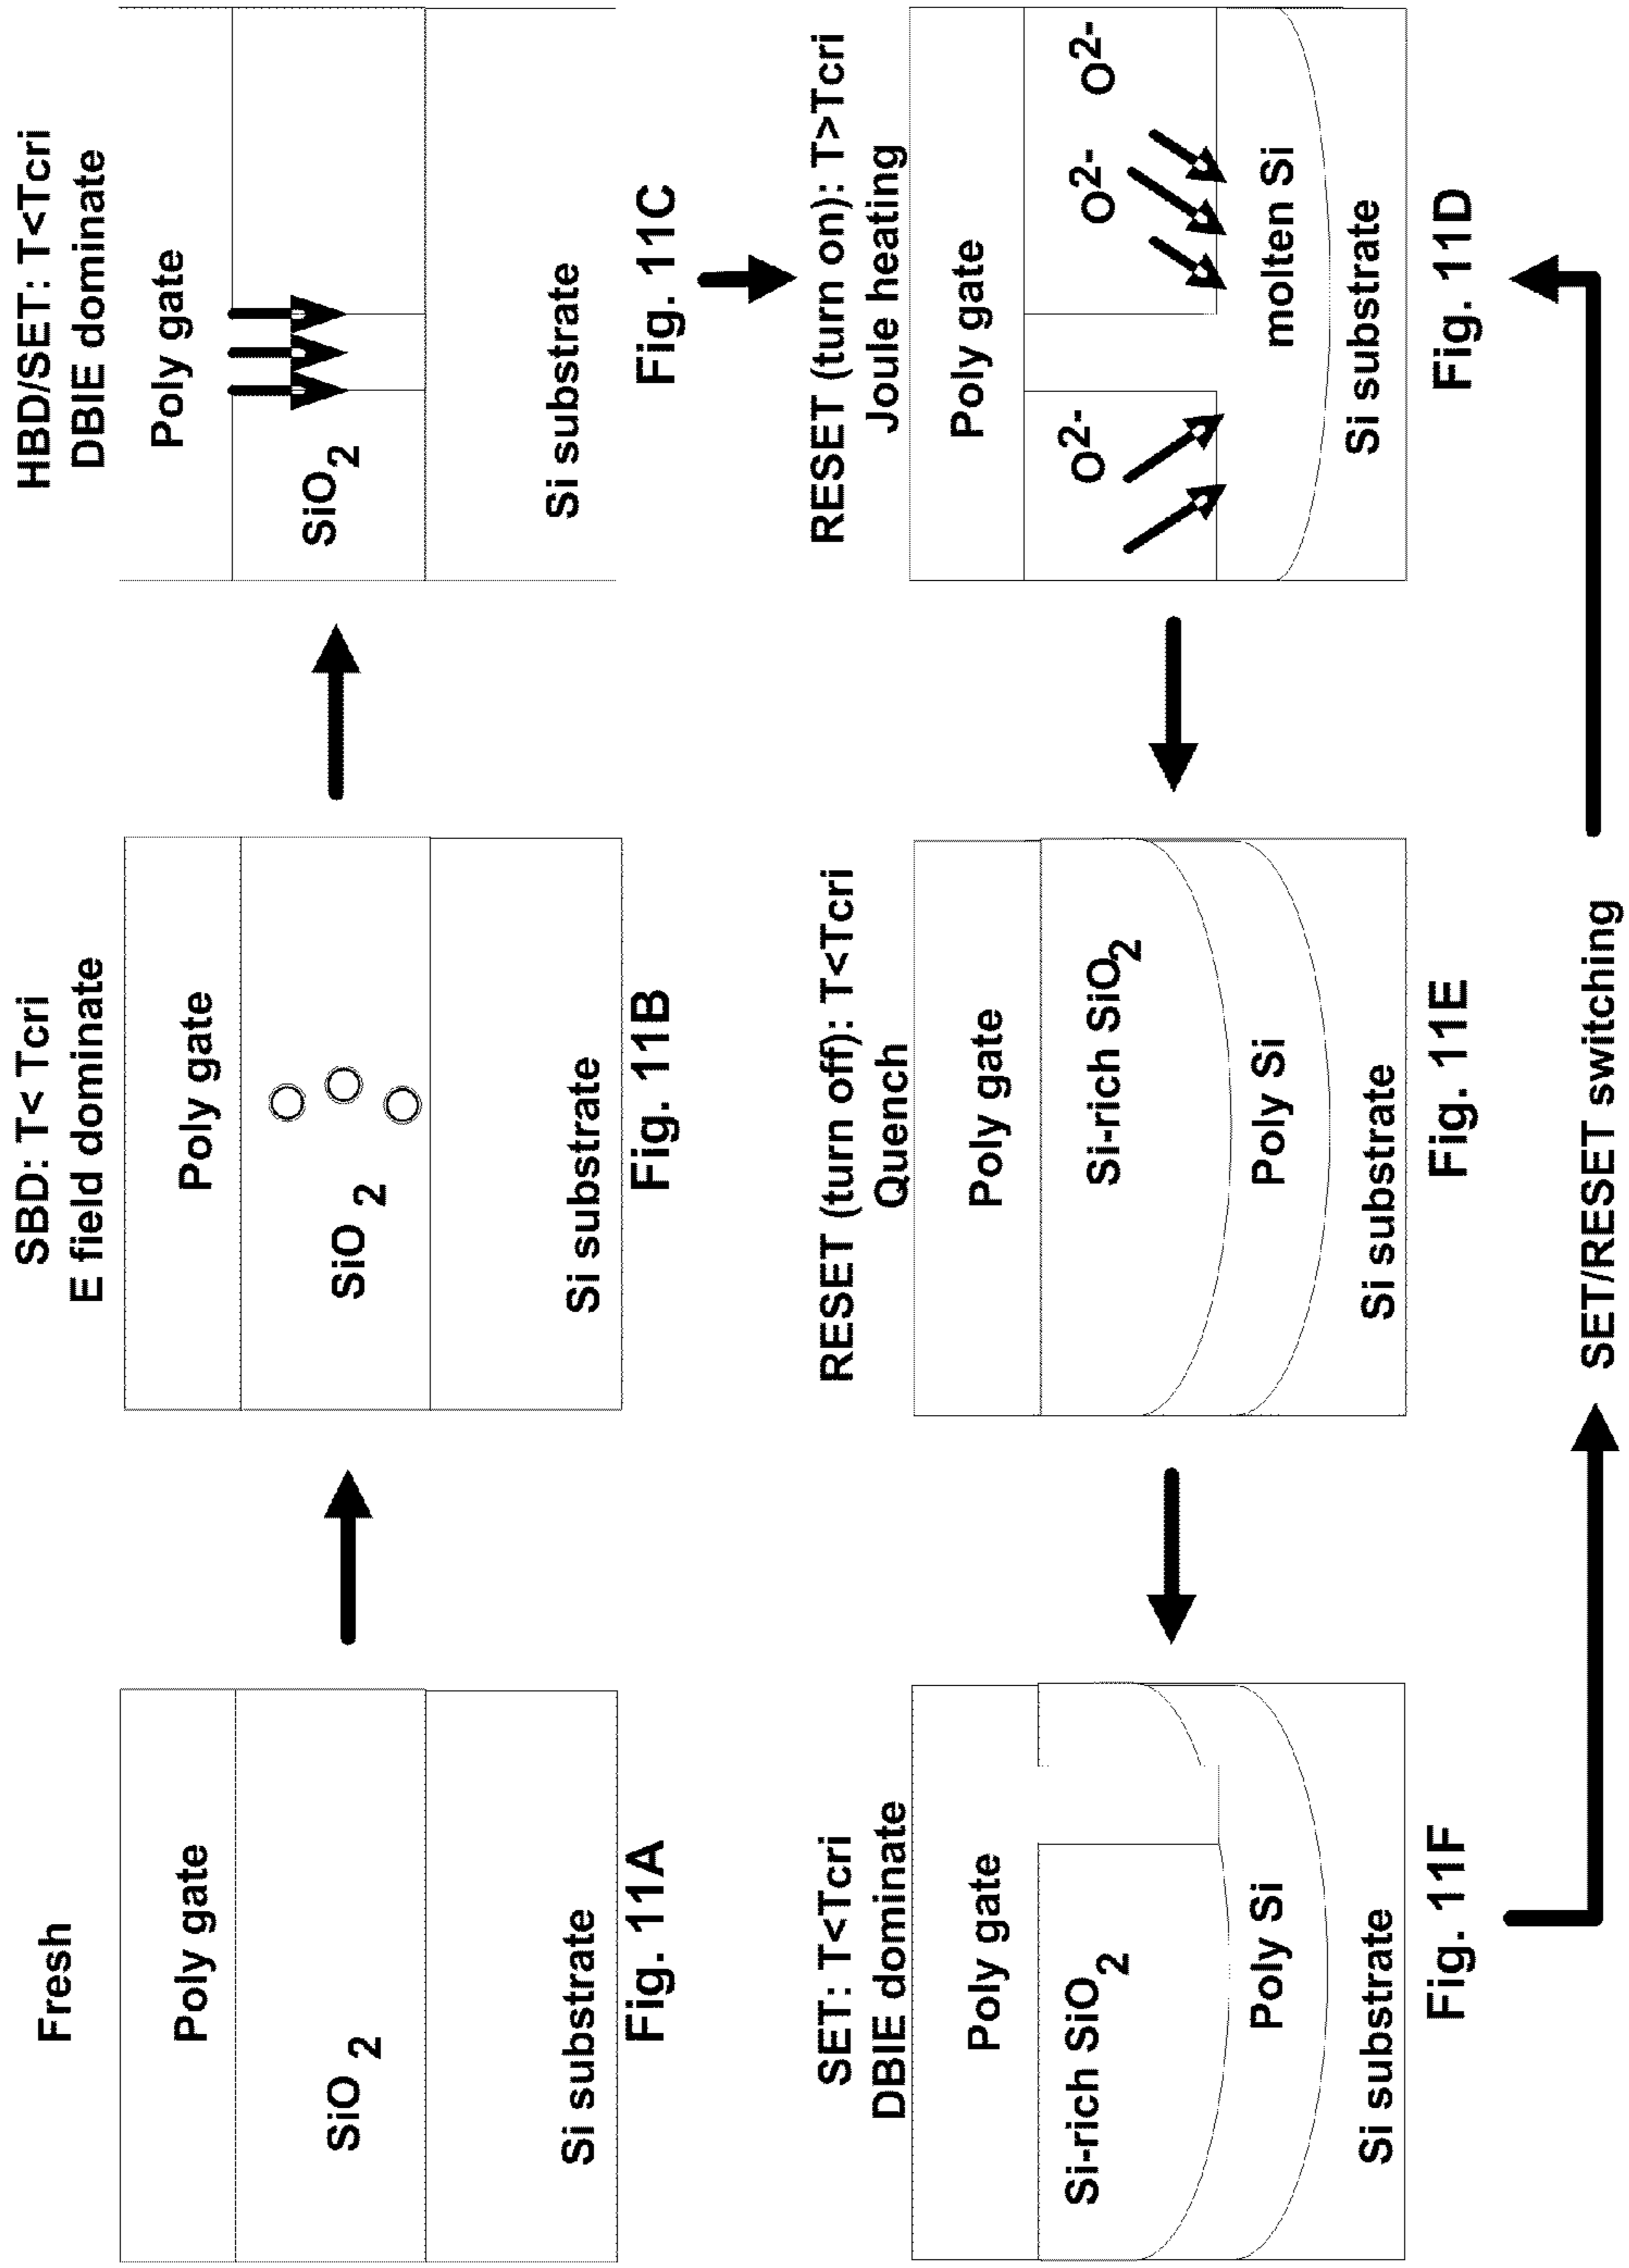 Fresh
Poly gate
SiO2
Si substrate
Fig. 11A
SBD: T< Tcri
E field dominate
Poly gate
SiO2
Si substrate
Fig. 11B
HBD/SET: T<Tcri
DBIE dominate
Poly gate
SiO2
Si substrate
Fig. 11C
SET: T<Tcri
DBIE dominate
Poly gate
Si-rich SiO2
Poly Si
Si substrate
Fig. 11F
RESET (turn off): T<Tcri
Quench
Poly gate
Si-rich SiO2
Poly Si
Si substrate
Fig. 11E
RESET (turn on): T>Tcri
Joule heating
Poly gate
O2- O2- O2-
molten Si
Si substrate
Fig. 11D
SET/RESET switching